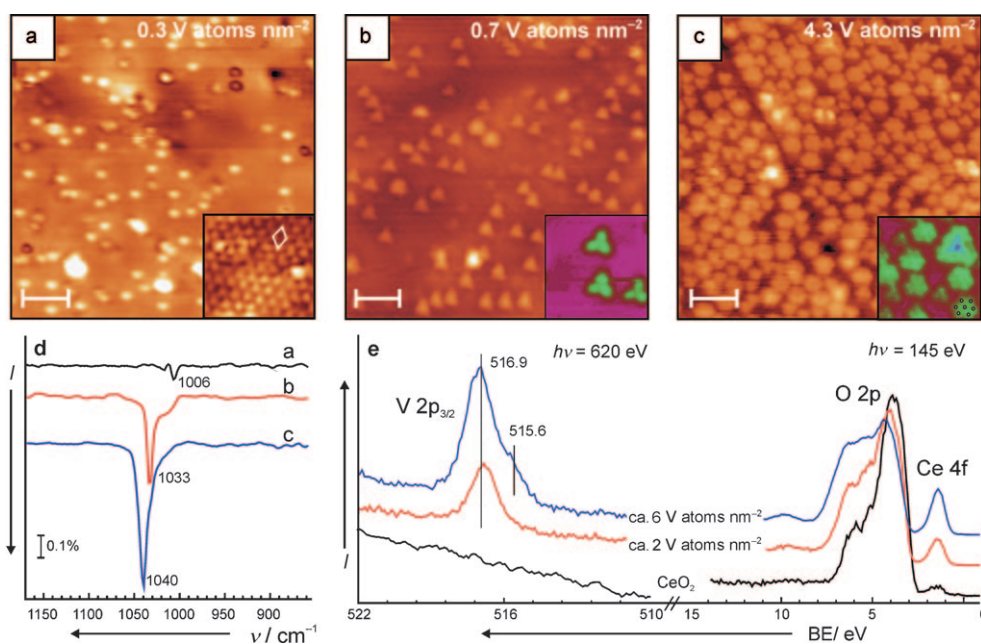 a
0.3 V atoms nm⁻²
b
0.7 V atoms nm⁻²
c
4.3 V atoms nm⁻²
d
a
1006
b
1033
c
1040
0.1%
I
1150 1100 1050 1000 950 900
ν / cm⁻¹
e
hν = 620 eV
hν = 145 eV
516.9
V 2p3/2
515.6
O 2p
Ce 4f
ca. 6 V atoms nm⁻²
ca. 2 V atoms nm⁻²
CeO₂
I
522 516 510 15 10 5 0
BE/ eV